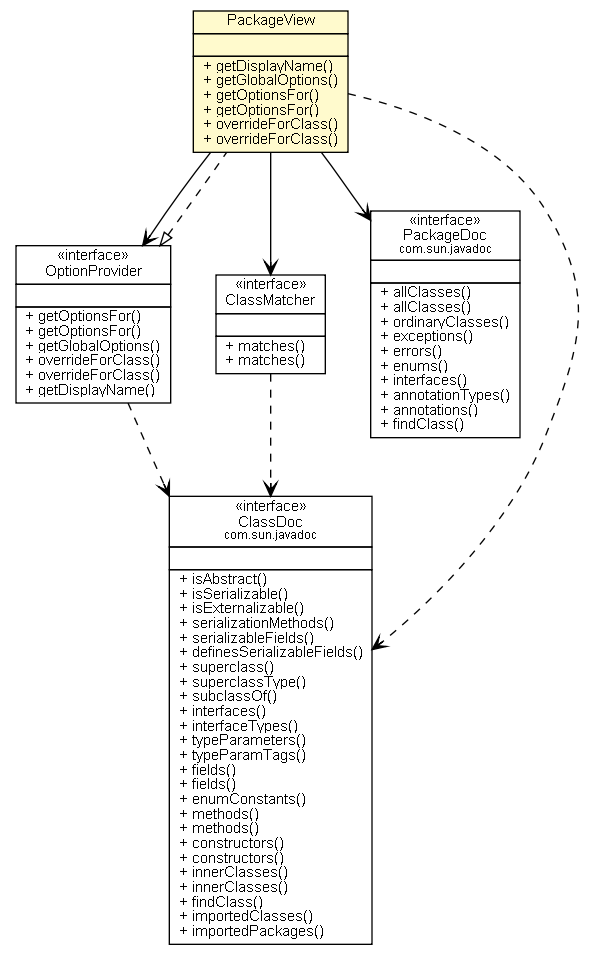 PackageView
+ getDisplayName()
+ getGlobalOptions()
+ getOptionsFor()
+ getOptionsFor()
+ overrideForClass()
+ overrideForClass()
«interface»
OptionProvider
+ getOptionsFor()
+ getOptionsFor()
+ getGlobalOptions()
+ overrideForClass()
+ overrideForClass()
+ getDisplayName()
«interface»
ClassMatcher
+ matches()
+ matches()
«interface»
PackageDoc
com.sun.javadoc
+ allClasses()
+ allClasses()
+ ordinaryClasses()
+ exceptions()
+ errors()
+ enums()
+ interfaces()
+ annotationTypes()
+ annotations()
+ findClass()
«interface»
ClassDoc
com.sun.javadoc
+ isAbstract()
+ isSerializable()
+ isExternalizable()
+ serializationMethods()
+ serializableFields()
+ definesSerializableFields()
+ superclass()
+ superclassType()
+ subclassOf()
+ interfaces()
+ interfaceTypes()
+ typeParameters()
+ typeParamTags()
+ fields()
+ fields()
+ enumConstants()
+ methods()
+ methods()
+ constructors()
+ constructors()
+ innerClasses()
+ innerClasses()
+ findClass()
+ importedClasses()
+ importedPackages()